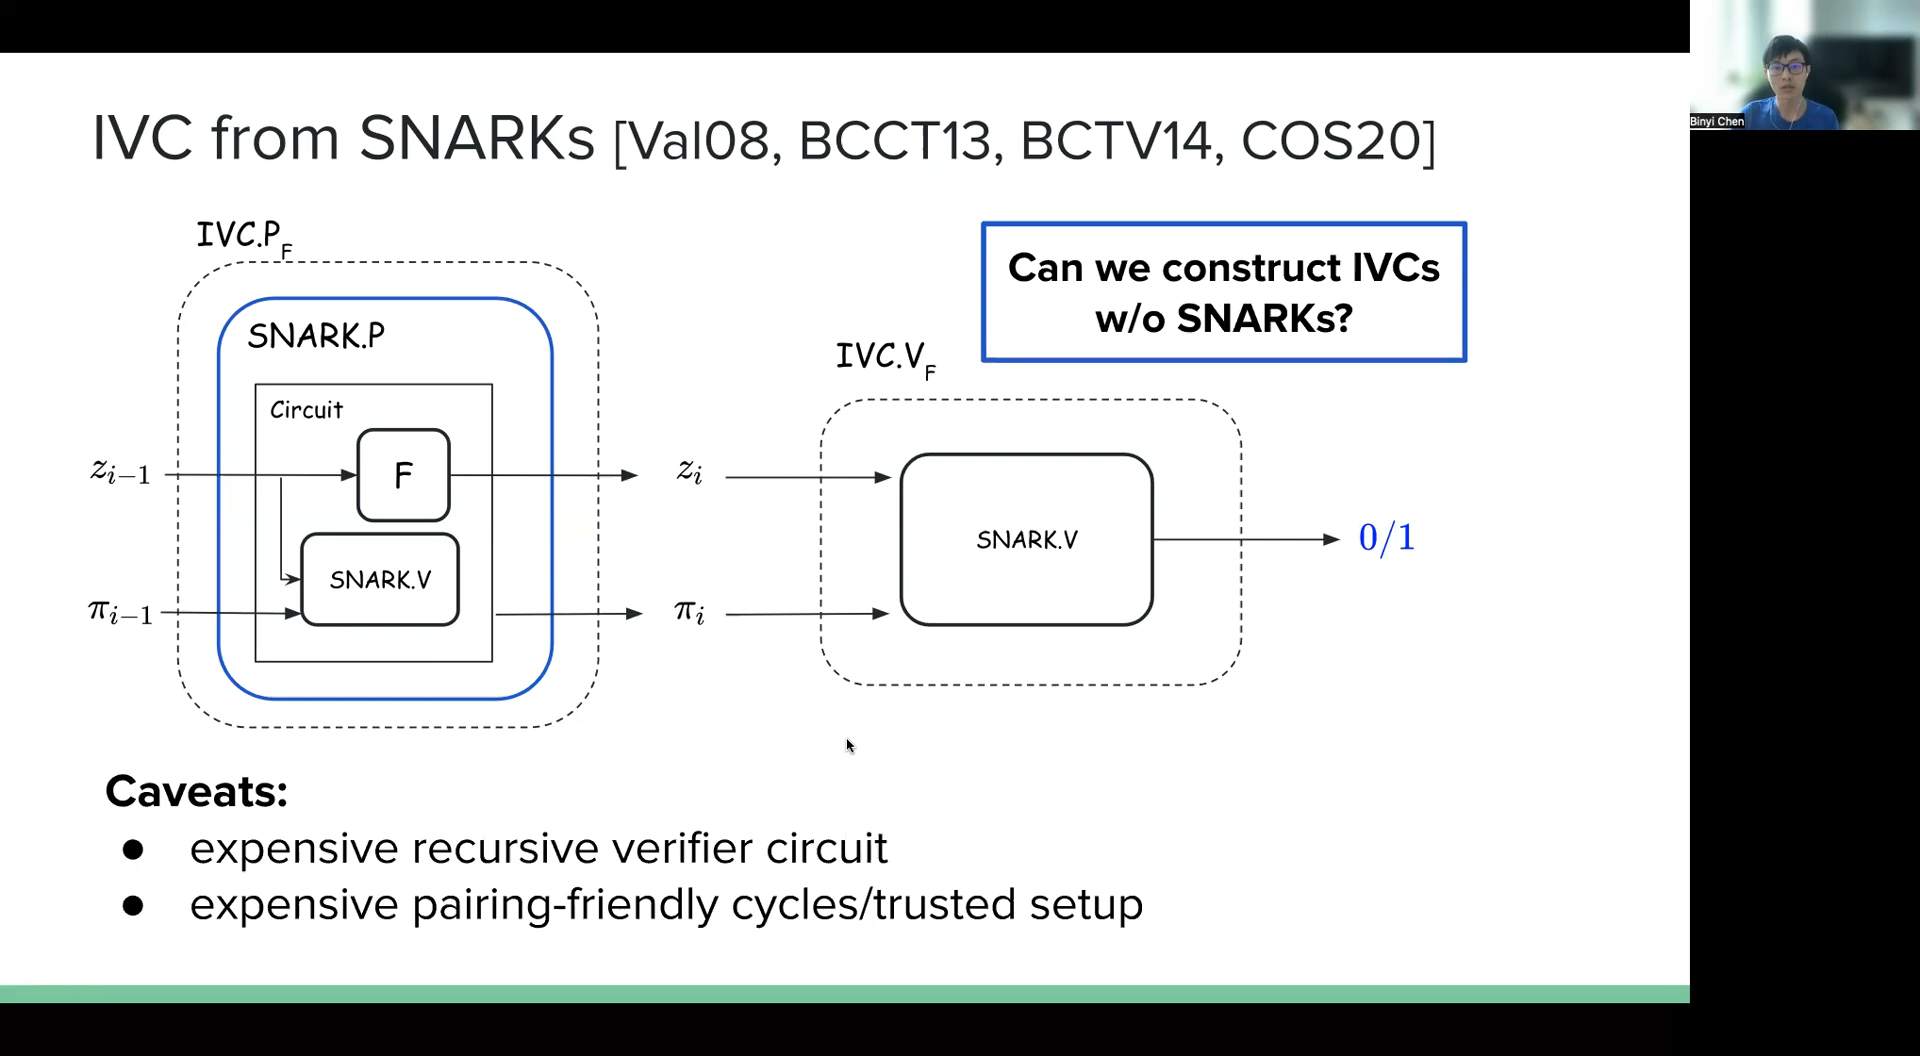 IVC from SNARKs [Val08, BCCT13, BCTV14, COS20]
Binyi Chen
IVC.P_F
SNARK.P
Circuit
F
SNARK.V
z_{i-1}
π_{i-1}
z_i
π_i
Can we construct IVCs
w/o SNARKs?
IVC.V_F
SNARK.V
0/1
Caveats:
● expensive recursive verifier circuit
● expensive pairing-friendly cycles/trusted setup